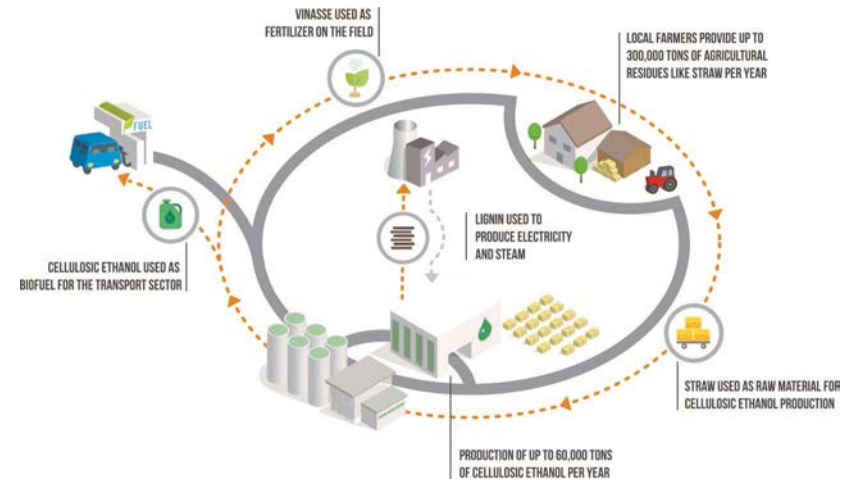 VINASSE USED AS
FERTILIZER ON THE FIELD
LOCAL FARMERS PROVIDE UP TO
300,000 TONS OF AGRICULTURAL
RESIDUES LIKE STRAW PER YEAR
FUEL
LIGNIN USED TO
PRODUCE ELECTRICITY
AND STEAM
CELLULOSIC ETHANOL USED AS
BIOFUEL FOR THE TRANSPORT SECTOR
STRAW USED AS RAW MATERIAL FOR
CELLULOSIC ETHANOL PRODUCTION
PRODUCTION OF UP TO 60,000 TONS
OF CELLULOSIC ETHANOL PER YEAR